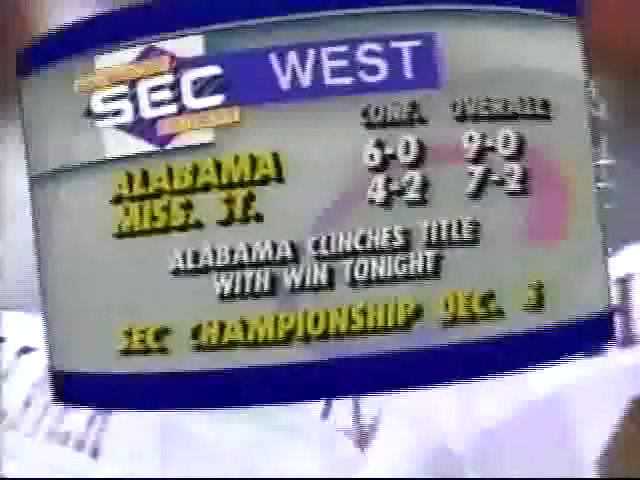 SEC WEST
CONF. OVERALL
ALABAMA 6-0 9-0
MISS. ST. 4-2 7-2
ALABAMA CLINCHES TITLE
WITH WIN TONIGHT
SEC CHAMPIONSHIP DEC. 5